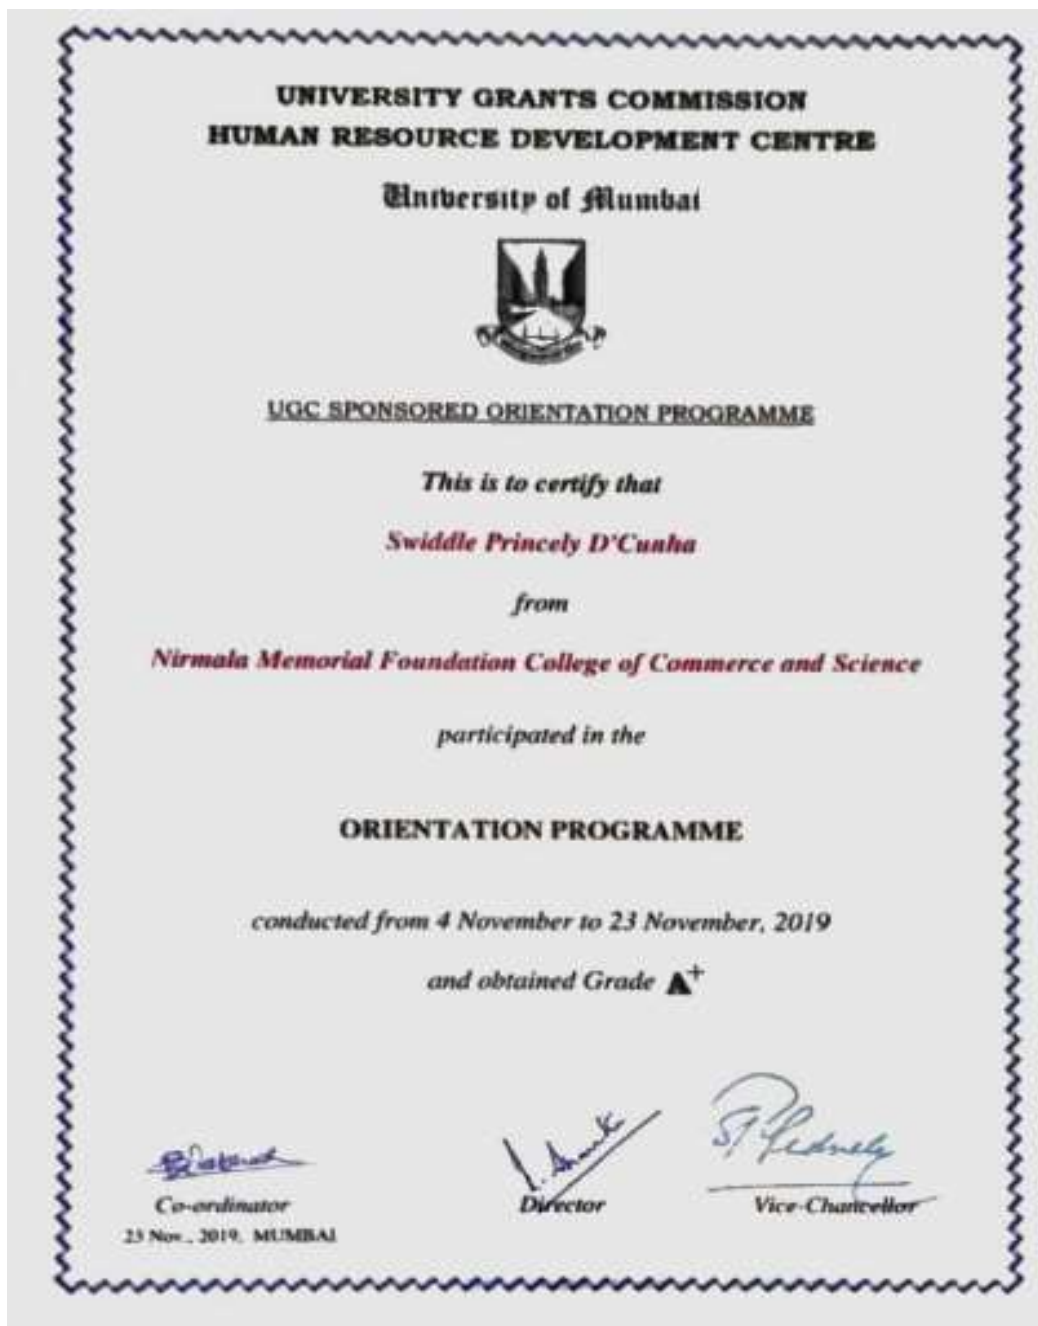 UNIVERSITY GRANTS COMMISSION
HUMAN RESOURCE DEVELOPMENT CENTRE
University of Mumbai
UGC SPONSORED ORIENTATION PROGRAMME
This is to certify that
Swiddle Princely D'Cunha
from
Nirmala Memorial Foundation College of Commerce and Science
participated in the
ORIENTATION PROGRAMME
conducted from 4 November to 23 November, 2019
and obtained Grade A+
Co-ordinator
Director
Vice-Chancellor
23 Nov., 2019, MUMBAI